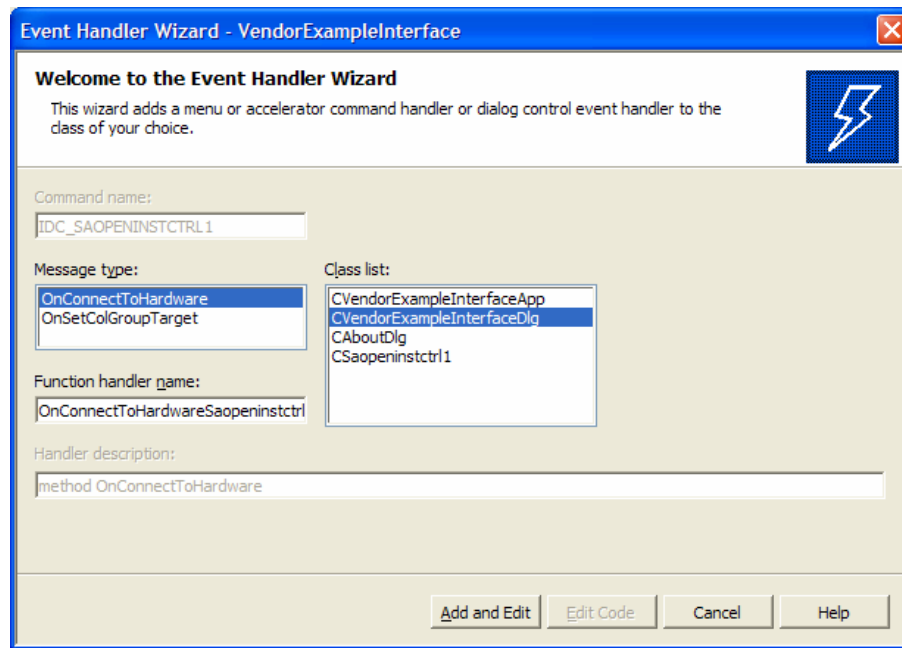 Event Handler Wizard - VendorExampleInterface
Welcome to the Event Handler Wizard
This wizard adds a menu or accelerator command handler or dialog control event handler to the
class of your choice.
Command name:
IDC_SAOPENINSTCTRL1
Message type:
OnConnectToHardware
OnSetColGroupTarget
Class list:
CVendorExampleInterfaceApp
CVendorExampleInterfaceDlg
CAboutDlg
CSaopeninstctrl1
Function handler name:
OnConnectToHardwareSaopeninstctrl
Handler description:
method OnConnectToHardware
Add and Edit
Edit Code
Cancel
Help